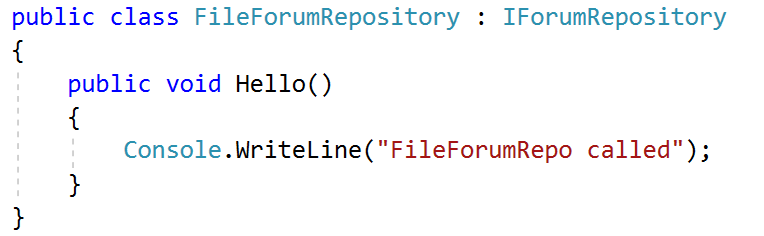 public class FileForumRepository : IForumRepository
{
    public void Hello()
    {
        Console.WriteLine("FileForumRepo called");
    }
}